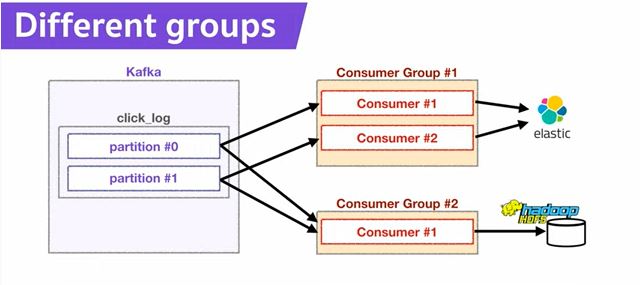 Different groups
Kafka
click_log
partition #0
partition #1
Consumer Group #1
Consumer #1
Consumer #2
elastic
Consumer Group #2
Consumer #1
hadoop
HDFS